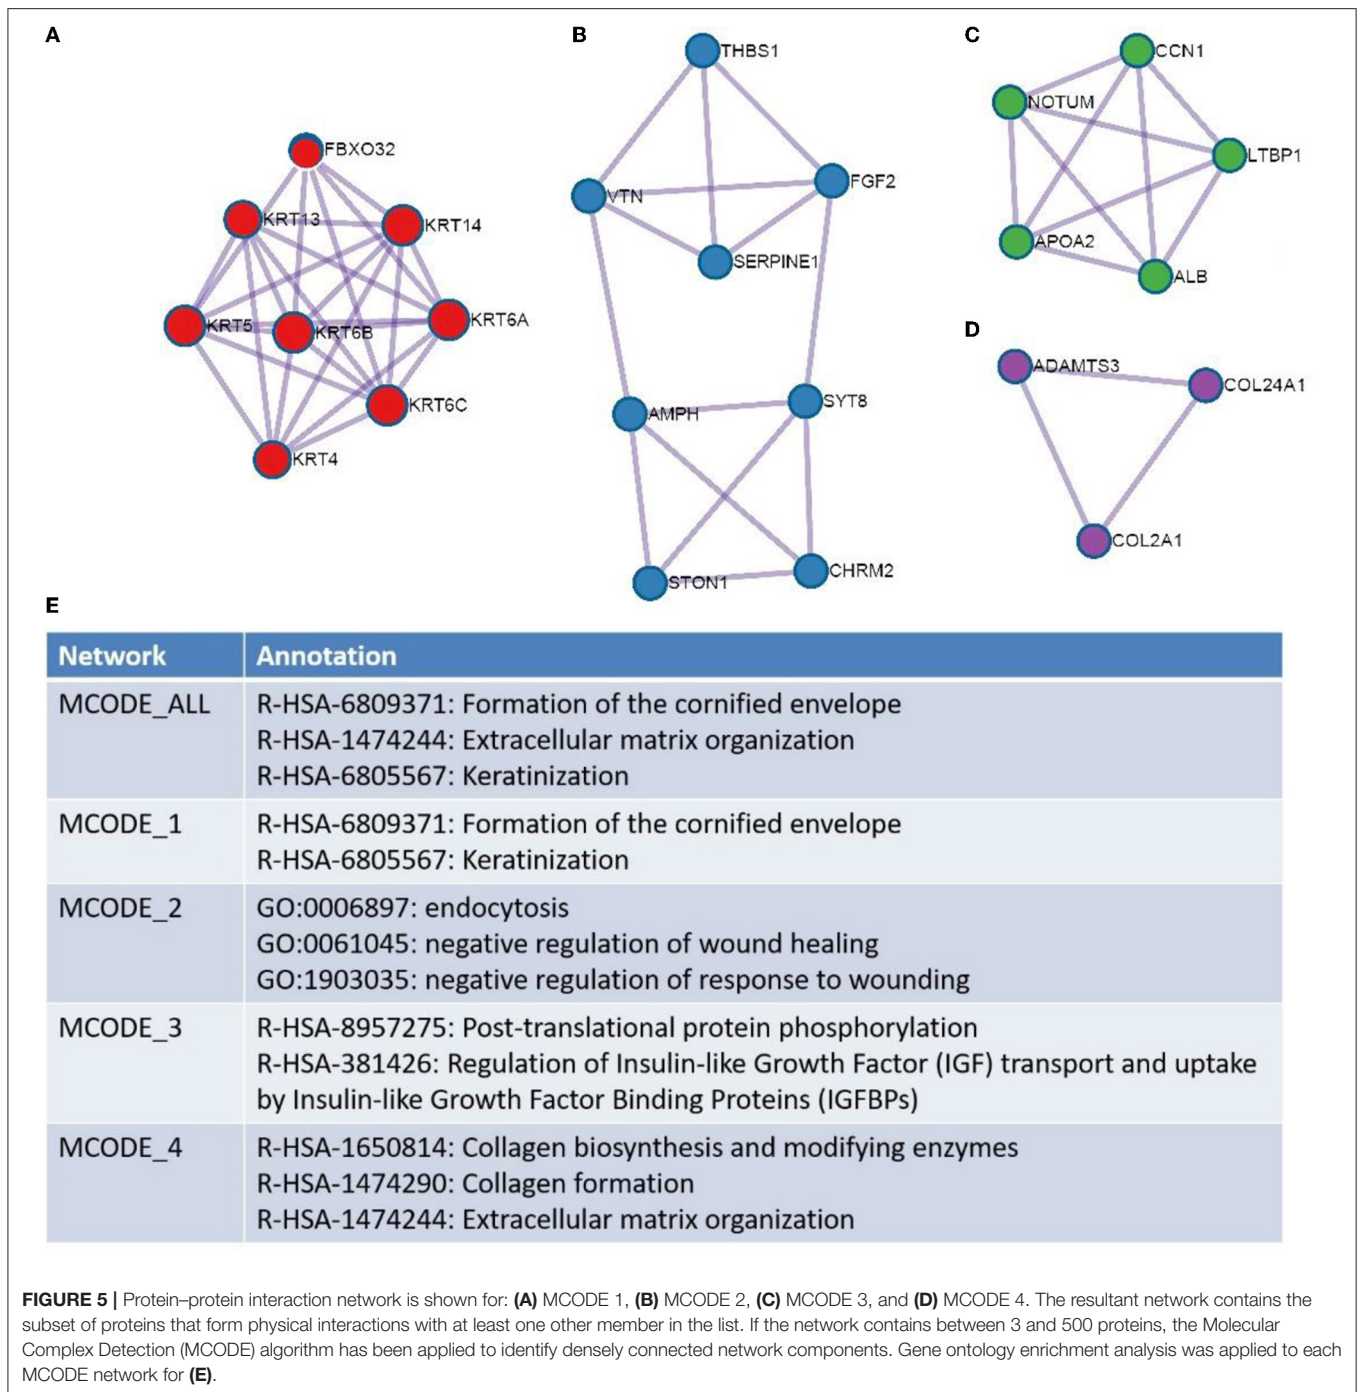 A
FBXO32
KRT13
KRT14
KRT5
KRT6B
KRT6A
KRT6C
KRT4
B
THBS1
VTN
FGF2
SERPINE1
AMPH
SYT8
STON1
CHRM2
C
CCN1
NOTUM
LTBP1
APOA2
ALB
D
ADAMTS3
COL24A1
COL2A1
E
Network Annotation
MCODE_ALL R-HSA-6809371: Formation of the cornified envelope
R-HSA-1474244: Extracellular matrix organization
R-HSA-6805567: Keratinization
MCODE_1 R-HSA-6809371: Formation of the cornified envelope
R-HSA-6805567: Keratinization
MCODE_2 GO:0006897: endocytosis
GO:0061045: negative regulation of wound healing
GO:1903035: negative regulation of response to wounding
MCODE_3 R-HSA-8957275: Post-translational protein phosphorylation
R-HSA-381426: Regulation of Insulin-like Growth Factor (IGF) transport and uptake
by Insulin-like Growth Factor Binding Proteins (IGFBPs)
MCODE_4 R-HSA-1650814: Collagen biosynthesis and modifying enzymes
R-HSA-1474290: Collagen formation
R-HSA-1474244: Extracellular matrix organization
FIGURE 5 | Protein–protein interaction network is shown for: (A) MCODE 1, (B) MCODE 2, (C) MCODE 3, and (D) MCODE 4. The resultant network contains the
subset of proteins that form physical interactions with at least one other member in the list. If the network contains between 3 and 500 proteins, the Molecular
Complex Detection (MCODE) algorithm has been applied to identify densely connected network components. Gene ontology enrichment analysis was applied to each
MCODE network for (E).